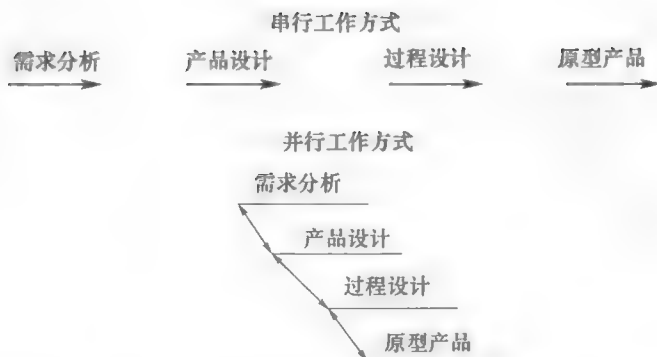 串行工作方式
需求分析 产品设计 过程设计 原型产品
并行工作方式
需求分析
产品设计
过程设计
原型产品